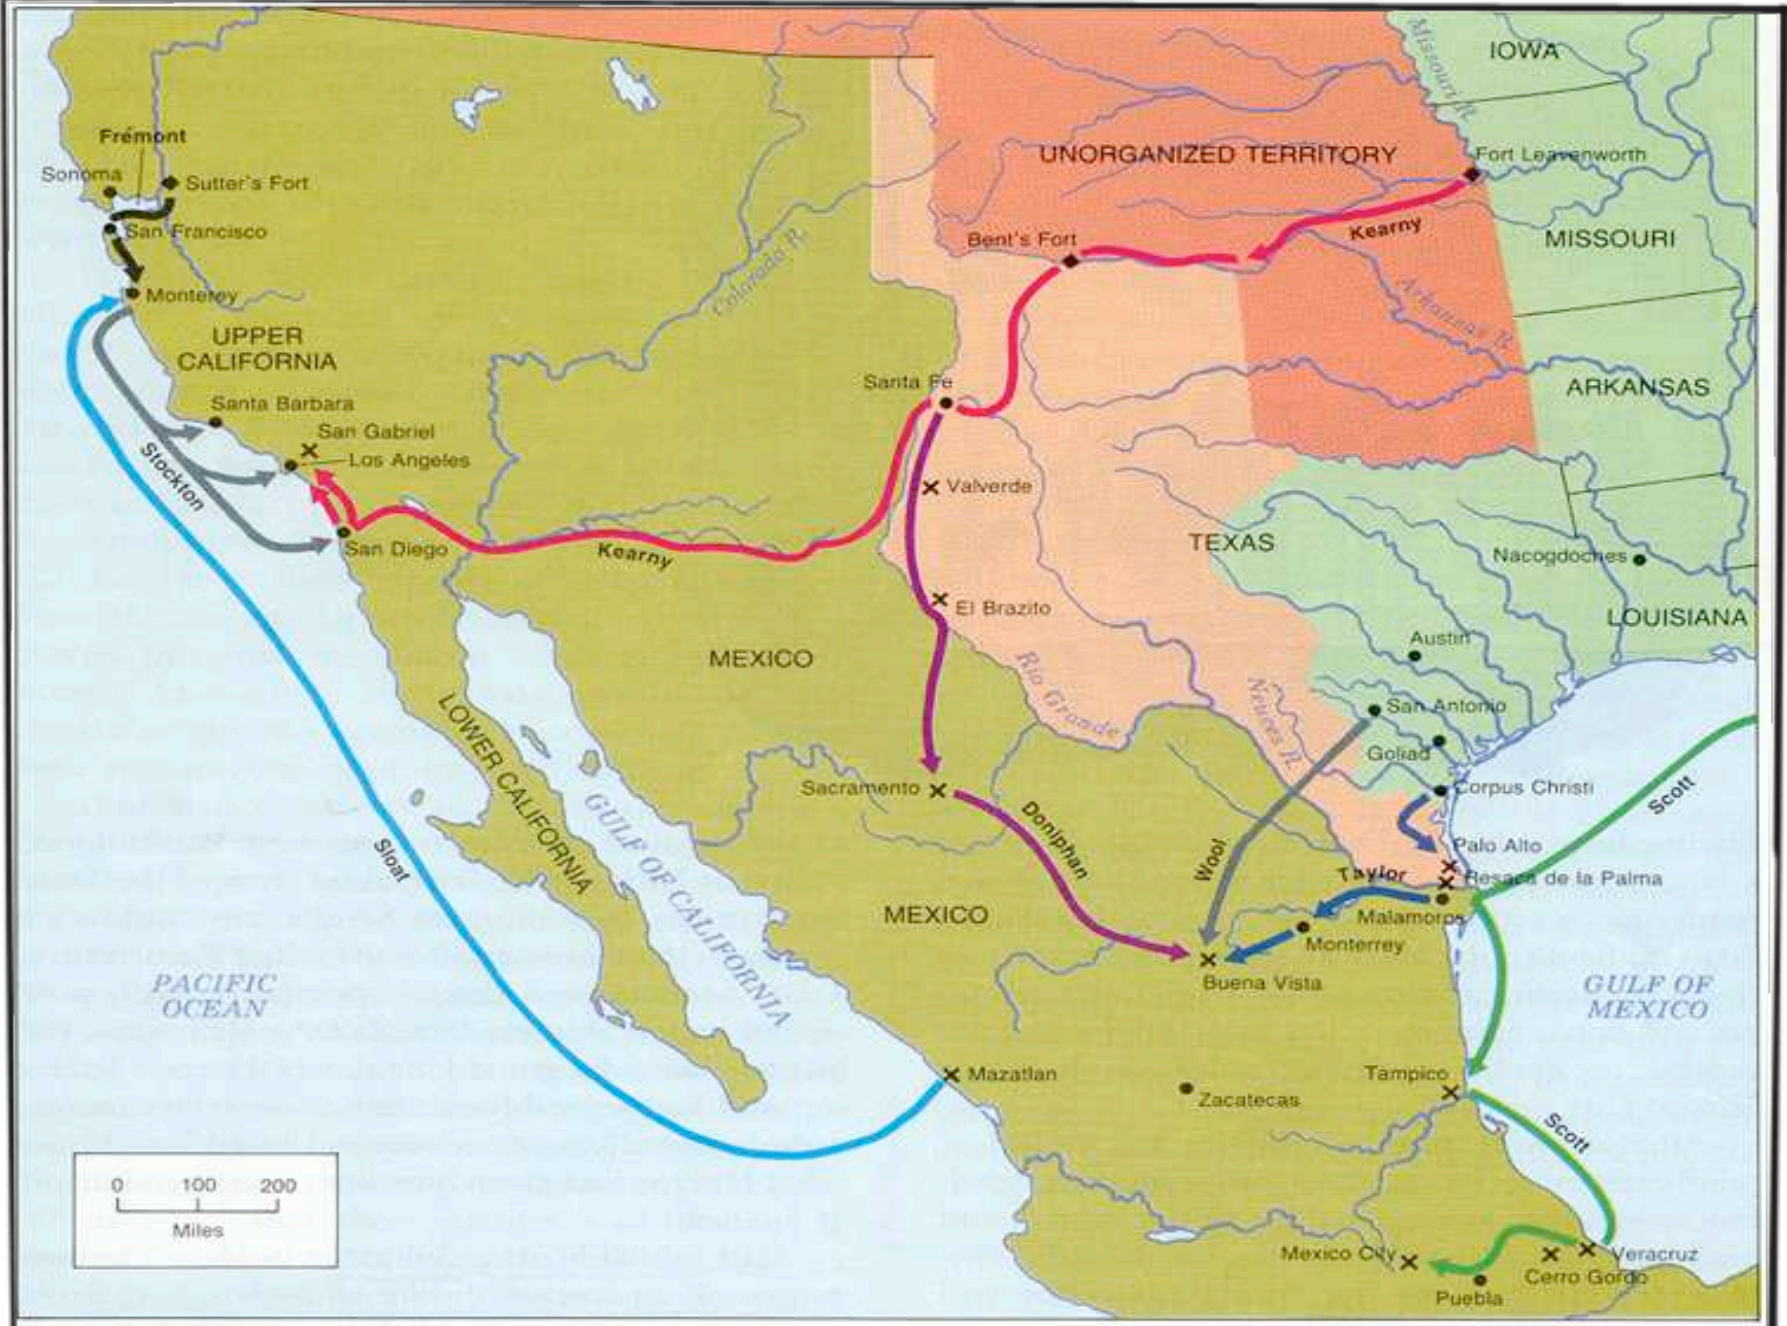 IOWA
Missouri R.
Frémont
UNORGANIZED TERRITORY
Fort Leavenworth
Sonoma
Sutter's Fort
San Francisco
Kearny
Bent's Fort
MISSOURI
Colorado R.
Monterey
Arkansas R.
UPPER
CALIFORNIA
Santa Fe
ARKANSAS
Santa Barbara
San Gabriel
Los Angeles
Stockton
Valverde
San Diego
Kearny
TEXAS
Nacogdoches
El Brazito
LOUISIANA
Austin
MEXICO
Rio Grande
Neuces R.
San Antonio
LOWER CALIFORNIA
Goliad
Sacramento
Corpus Christi
Scott
GULF OF CALIFORNIA
Doniphan
Wool
Sloat
Palo Alto
Taylor
Resaca de la Palma
MEXICO
Malamorps
Monterrey
Buena Vista
PACIFIC
OCEAN
GULF OF
MEXICO
Mazatlan
Tampico
Zacatecas
Scott
0 100 200
Miles
Mexico City
Veracruz
Cerro Gordo
Puebla